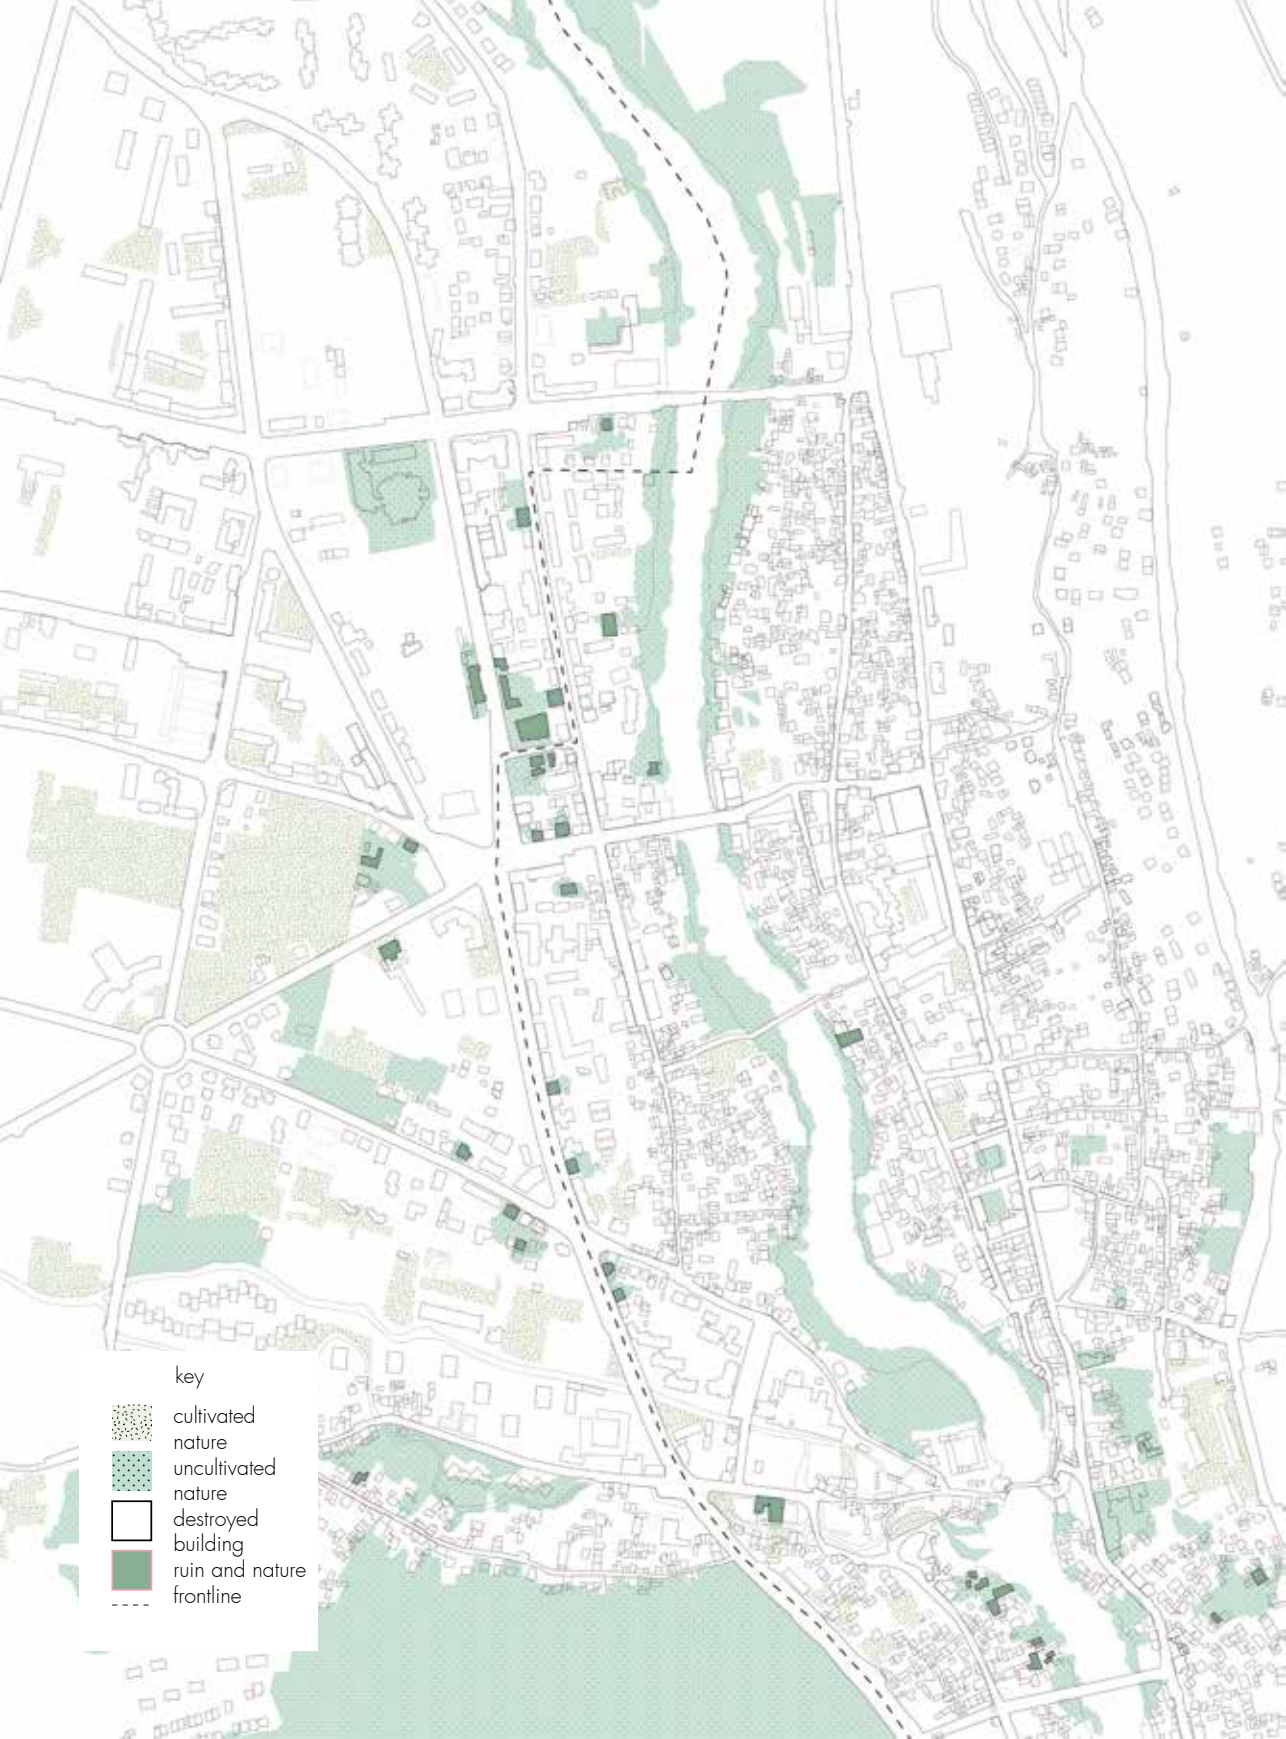 key
cultivated
nature
uncultivated
nature
destroyed
building
ruin and nature
frontline